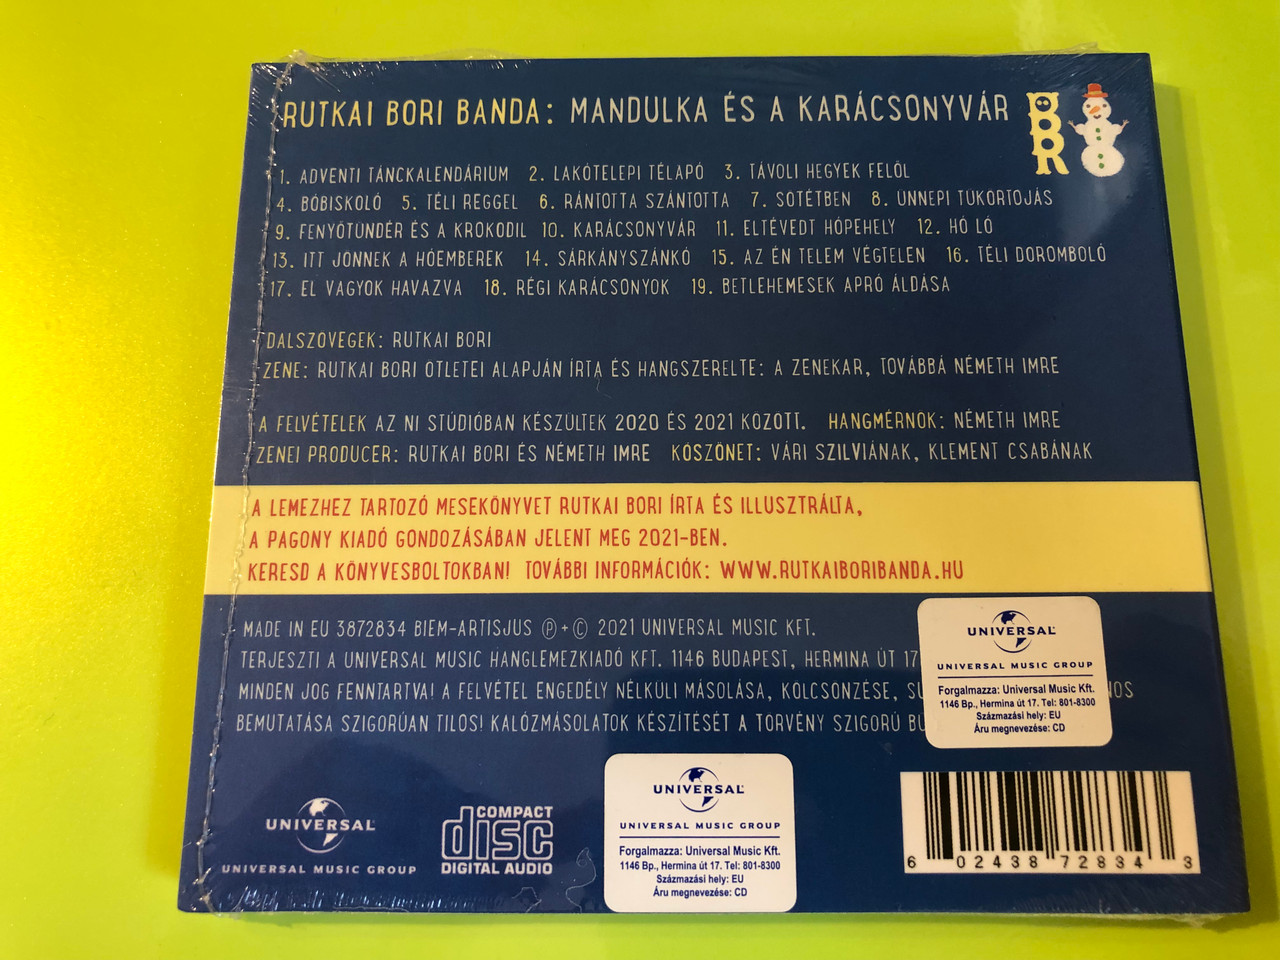 RUTKAI BORI BANDA: MANDULKA ÉS A KARÁCSONYVÁR
BORI
1. ADVENTI TÁNCKALENDÁRIUM 2. LAKÓTELEPI TÉLAPÓ 3. TÁVOLI HEGYEK FELŐL
4. BÓBISKOLÓ 5. TÉLI REGGEL 6. RÁNTOTTA SZÁNTOTTA 7. SÖTÉTBEN 8. ÜNNEPI TÜKÖRTOJÁS
9. FENYŐTÜNDÉR ÉS A KROKODIL 10. KARÁCSONYVÁR 11. ELTÉVEDT HÓPEHELY 12. HÓ LÓ
13. ITT JÖNNEK A HÓEMBEREK 14. SÁRKÁNYSZÁNKÓ 15. AZ ÉN TELEM VÉGTELEN 16. TÉLI DOROMBOLÓ
17. EL VAGYOK HAVAZVA 18. RÉGI KARÁCSONYOK 19. BETLEHEMESEK APRÓ ÁLDÁSA
DALSZÖVEGEK: RUTKAI BORI
ZENE: RUTKAI BORI ÖTLETEI ALAPJÁN ÍRTA ÉS HANGSZERELTE: A ZENEKAR, TOVÁBBÁ NÉMETH IMRE
A FELVÉTELEK AZ NI STÚDIÓBAN KÉSZÜLTEK 2020 ÉS 2021 KÖZÖTT. HANGMÉRNÖK: NÉMETH IMRE
ZENEI PRODUCER: RUTKAI BORI ÉS NÉMETH IMRE KÖSZÖNET: VÁRI SZILVIÁNAK, KLEMENT CSABÁNAK
A LEMEZHEZ TARTOZÓ MESEKÖNYVET RUTKAI BORI ÍRTA ÉS ILLUSZTRÁLTA,
A PAGONY KIADÓ GONDOZÁSÁBAN JELENT MEG 2021-BEN.
KERESD A KÖNYVESBOLTOKBAN! TOVÁBBI INFORMÁCIÓK: WWW.RUTKAIBORIBANDA.HU
MADE IN EU 3872834 BIEM-ARTISJUS Ⓟ+© 2021 UNIVERSAL MUSIC KFT.
TERJESZTI A UNIVERSAL MUSIC HANGLEMEZKIADÓ KFT. 1146 BUDAPEST, HERMINA ÚT 17
MINDEN JOG FENNTARTVA! A FELVÉTEL ENGEDÉLY NÉLKÜLI MÁSOLÁSA, KÖLCSÖNZÉSE,
BEMUTATÁSA SZIGORÚAN TILOS! KALÓZMÁSOLATOK KÉSZÍTÉSÉT A TÖRVÉNY SZIGORÚ
UNIVERSAL
UNIVERSAL MUSIC GROUP
Forgalmazza: Universal Music Kft.
1146 Bp., Hermina út 17. Tel: 801-8300
Származási hely: EU
Áru megnevezése: CD
UNIVERSAL
UNIVERSAL MUSIC GROUP
COMPACT
disc
DIGITAL AUDIO
UNIVERSAL
UNIVERSAL MUSIC GROUP
Forgalmazza: Universal Music Kft.
1146 Bp., Hermina út 17. Tel: 801-8300
Származási hely: EU
Áru megnevezése: CD
6 02438 72834 3